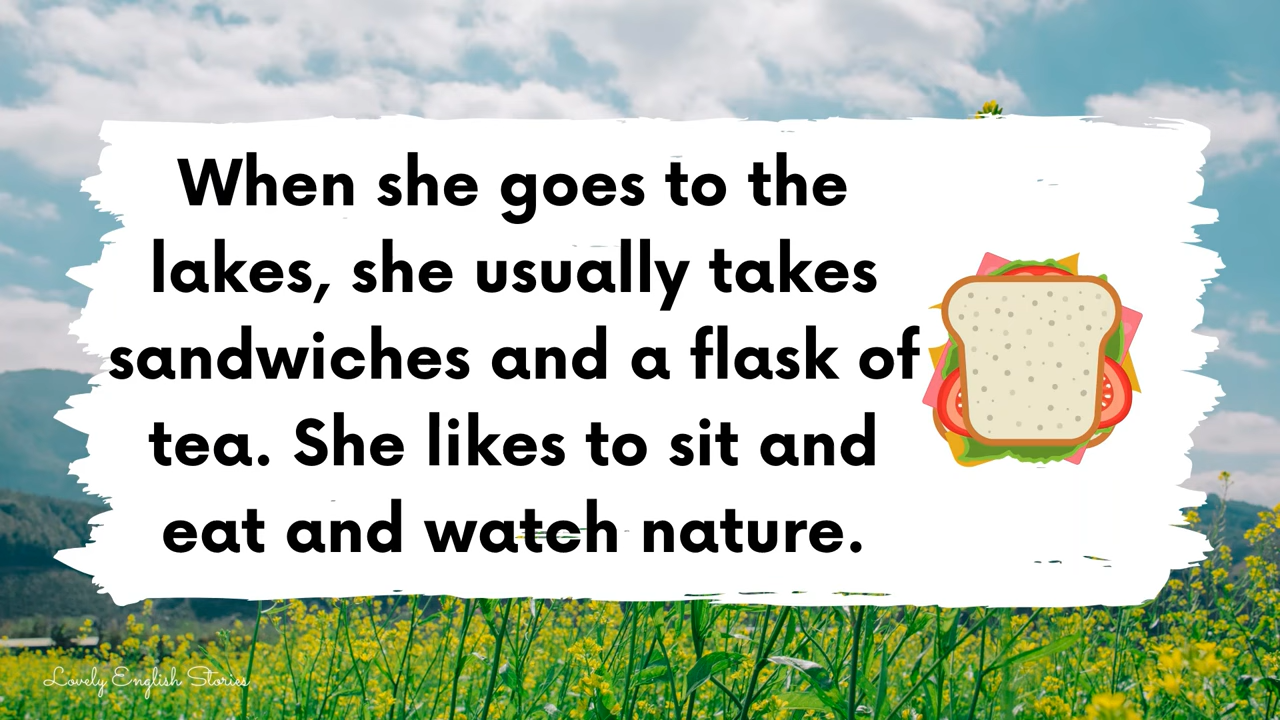 When she goes to the
lakes, she usually takes
sandwiches and a flask of
tea. She likes to sit and
eat and watch nature.
Lovely English Stories